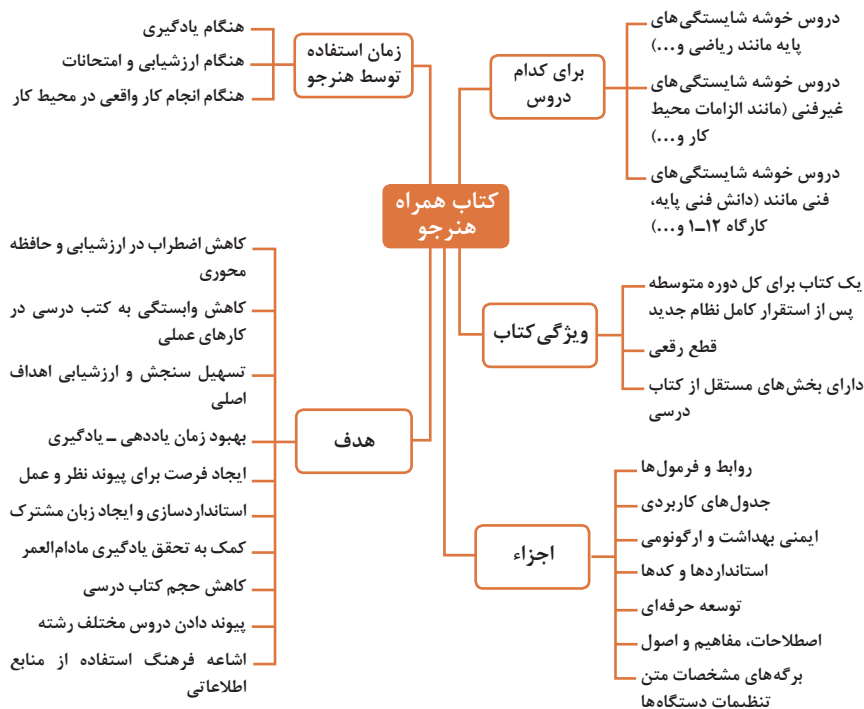 کتاب همراه
هنرجو
برای کدام
دروس
دروس خوشه شایستگی‌های
پایه مانند ریاضی و...)
دروس خوشه شایستگی‌های
غیرفنی (مانند الزامات محیط
کار و...)
دروس خوشه شایستگی‌های
فنی مانند (دانش فنی پایه،
کارگاه ۱۲-۱ و...)
ویژگی کتاب
یک کتاب برای کل دوره متوسطه
پس از استقرار کامل نظام جدید
قطع رقعی
دارای بخش‌های مستقل از کتاب
درسی
اجزاء
روابط و فرمول‌ها
جدول‌های کاربردی
ایمنی بهداشت و ارگونومی
استانداردها و کدها
توسعه حرفه‌ای
اصطلاحات، مفاهیم و اصول
برگه‌های مشخصات متن
تنظیمات دستگاه‌ها
زمان استفاده
توسط هنرجو
هنگام یادگیری
هنگام ارزشیابی و امتحانات
هنگام انجام کار واقعی در محیط کار
هدف
کاهش اضطراب در ارزشیابی و حافظه
محوری
کاهش وابستگی به کتب درسی در
کارهای عملی
تسهیل سنجش و ارزشیابی اهداف
اصلی
بهبود زمان یاددهی – یادگیری
ایجاد فرصت برای پیوند نظر و عمل
استانداردسازی و ایجاد زبان مشترک
کمک به تحقق یادگیری مادام‌العمر
کاهش حجم کتاب درسی
پیوند دادن دروس مختلف رشته
اشاعه فرهنگ استفاده از منابع
اطلاعاتی